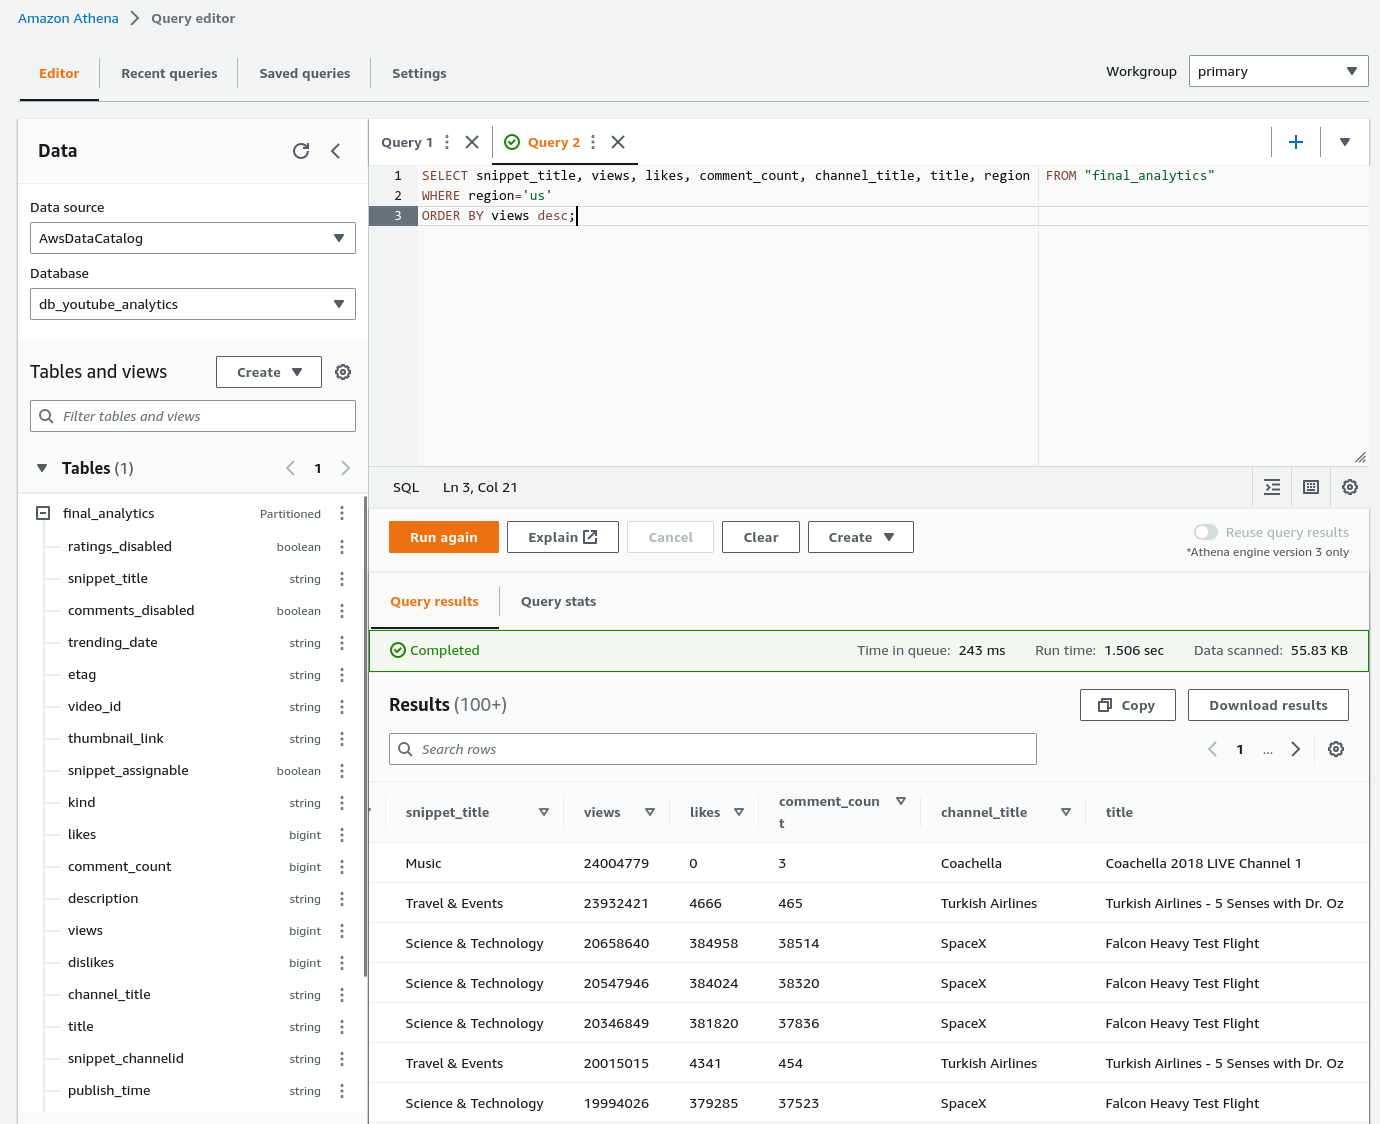 Amazon Athena > Query editor
Editor Recent queries Saved queries Settings
Workgroup primary
Data
Data source
AwsDataCatalog
Database
db_youtube_analytics
Tables and views Create
Filter tables and views
Tables (1) 1
final_analytics Partitioned
ratings_disabled boolean
snippet_title string
comments_disabled boolean
trending_date string
etag string
video_id string
thumbnail_link string
snippet_assignable boolean
kind string
likes bigint
comment_count bigint
description string
views bigint
dislikes bigint
channel_title string
title string
snippet_channelid string
publish_time string
Query 1 Query 2
1 SELECT snippet_title, views, likes, comment_count, channel_title, title, region FROM "final_analytics"
2 WHERE region='us'
3 ORDER BY views desc;
SQL Ln 3, Col 21
Run again Explain Cancel Clear Create
Reuse query results
*Athena engine version 3 only
Query results Query stats
Completed Time in queue: 243 ms Run time: 1.506 sec Data scanned: 55.83 KB
Results (100+) Copy Download results
Search rows 1 ...
snippet_title views likes comment_coun
t channel_title title
Music 24004779 0 3 Coachella Coachella 2018 LIVE Channel 1
Travel & Events 23932421 4666 465 Turkish Airlines Turkish Airlines - 5 Senses with Dr. Oz
Science & Technology 20658640 384958 38514 SpaceX Falcon Heavy Test Flight
Science & Technology 20547946 384024 38320 SpaceX Falcon Heavy Test Flight
Science & Technology 20346849 381820 37836 SpaceX Falcon Heavy Test Flight
Travel & Events 20015015 4341 454 Turkish Airlines Turkish Airlines - 5 Senses with Dr. Oz
Science & Technology 19994026 379285 37523 SpaceX Falcon Heavy Test Flight